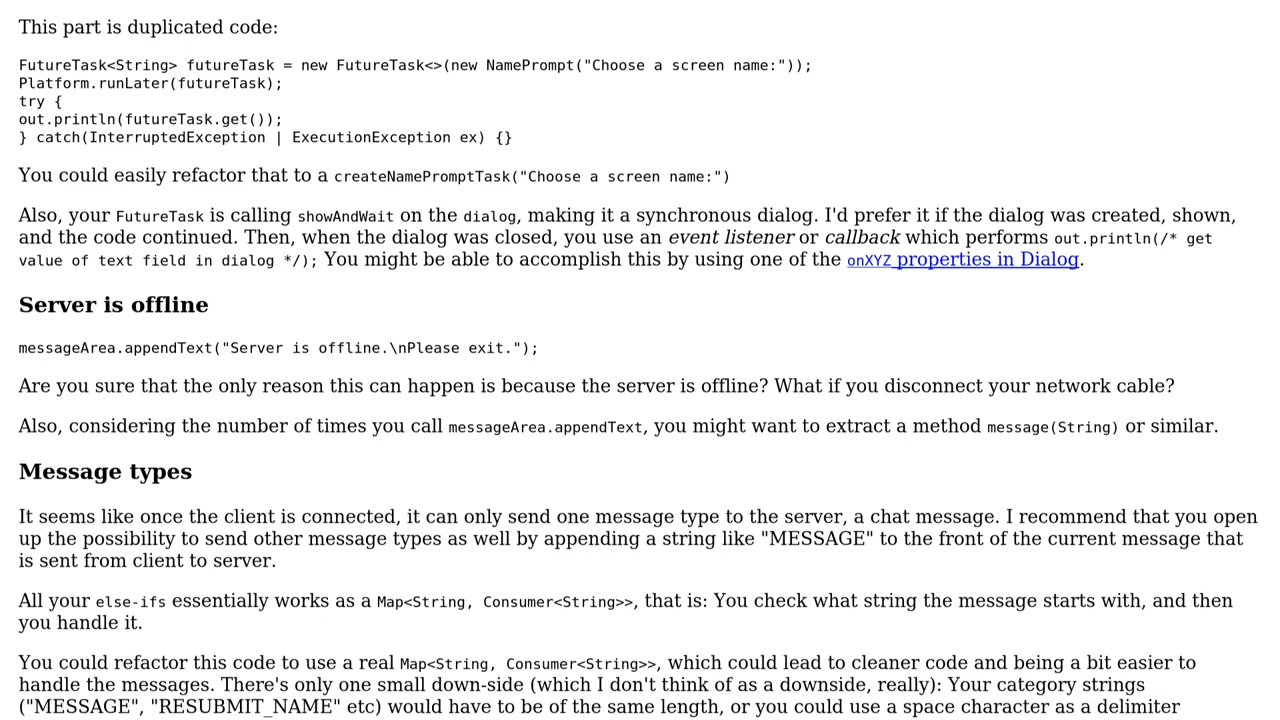 This part is duplicated code:
FutureTask<String> futureTask = new FutureTask<>(new NamePrompt("Choose a screen name:"));
Platform.runLater(futureTask);
try {
out.println(futureTask.get());
} catch(InterruptedException | ExecutionException ex) {}
You could easily refactor that to a createNamePromptTask("Choose a screen name:")
Also, your FutureTask is calling showAndWait on the dialog, making it a synchronous dialog. I'd prefer it if the dialog was created, shown,
and the code continued. Then, when the dialog was closed, you use an event listener or callback which performs out.println(/* get
value of text field in dialog */); You might be able to accomplish this by using one of the onXYZ properties in Dialog.
Server is offline
messageArea.appendText("Server is offline.\nPlease exit.");
Are you sure that the only reason this can happen is because the server is offline? What if you disconnect your network cable?
Also, considering the number of times you call messageArea.appendText, you might want to extract a method message(String) or similar.
Message types
It seems like once the client is connected, it can only send one message type to the server, a chat message. I recommend that you open
up the possibility to send other message types as well by appending a string like "MESSAGE" to the front of the current message that
is sent from client to server.
All your else-ifs essentially works as a Map<String, Consumer<String>>, that is: You check what string the message starts with, and then
you handle it.
You could refactor this code to use a real Map<String, Consumer<String>>, which could lead to cleaner code and being a bit easier to
handle the messages. There's only one small down-side (which I don't think of as a downside, really): Your category strings
("MESSAGE", "RESUBMIT_NAME" etc) would have to be of the same length, or you could use a space character as a delimiter